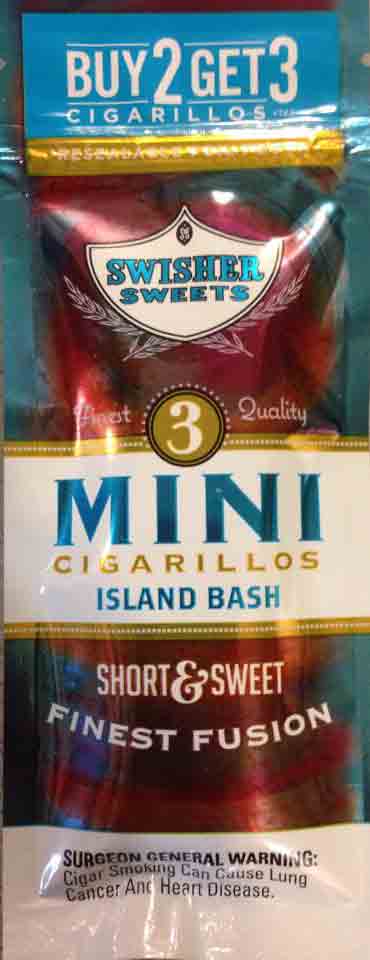 BUY 2 GET 3
CIGARILLOS
RESEALABLE
SWISHER
SWEETS
Finest Quality
3
MINI
CIGARILLOS
ISLAND BASH
SHORT & SWEET
FINEST FUSION
SURGEON GENERAL WARNING:
Cigar Smoking Can Cause Lung
Cancer And Heart Disease.